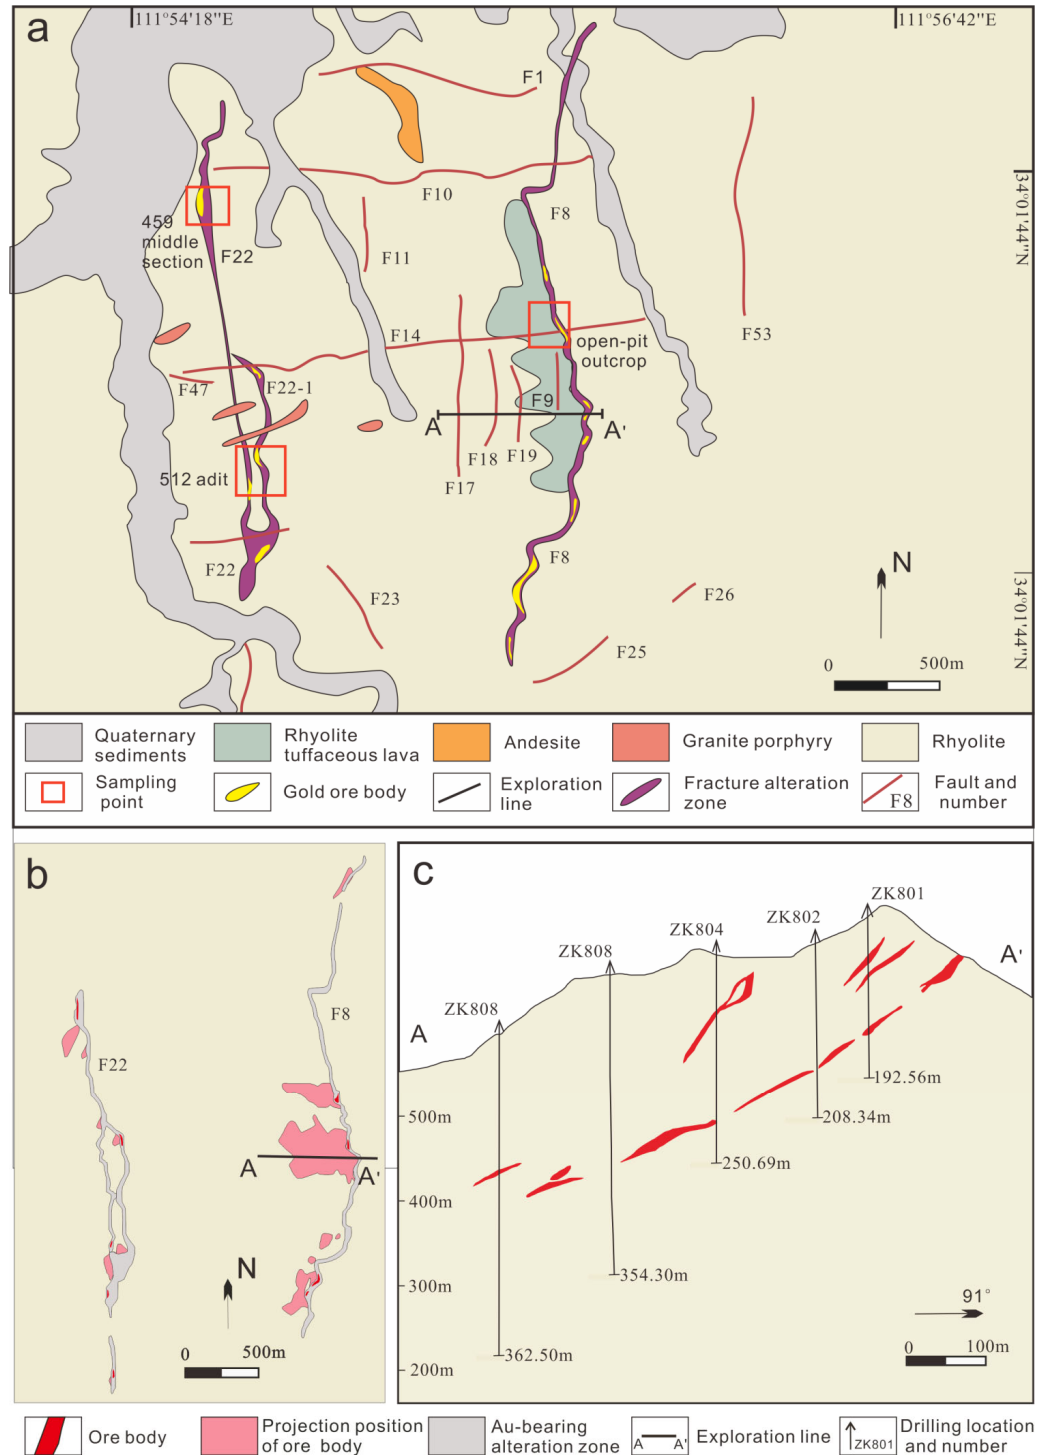 a
111°54'18"E
111°56'42"E
F1
34°01'44"N
F10
F8
459
middle
section
F22
F11
F14
F53
open-pit
outcrop
F47
F22-1
F9
A
A'
F18
F19
512 adit
F17
F22
F8
N
F23
F26
34°01'44"N
F25
0
500m
Quaternary
sediments
Rhyolite
tuffaceous lava
Andesite
Granite porphyry
Rhyolite
Sampling
point
Gold ore body
Exploration
line
Fracture alteration
zone
F8
Fault and
number
b
F8
F22
A
A'
N
0
500m
c
ZK801
ZK802
ZK804
ZK808
ZK808
A
A'
192.56m
500m
208.34m
250.69m
400m
354.30m
300m
91°
0
100m
362.50m
200m
Ore body
Projection position
of ore body
Au-bearing
alteration zone
A
A'
Exploration line
ZK801
Drilling location
and number